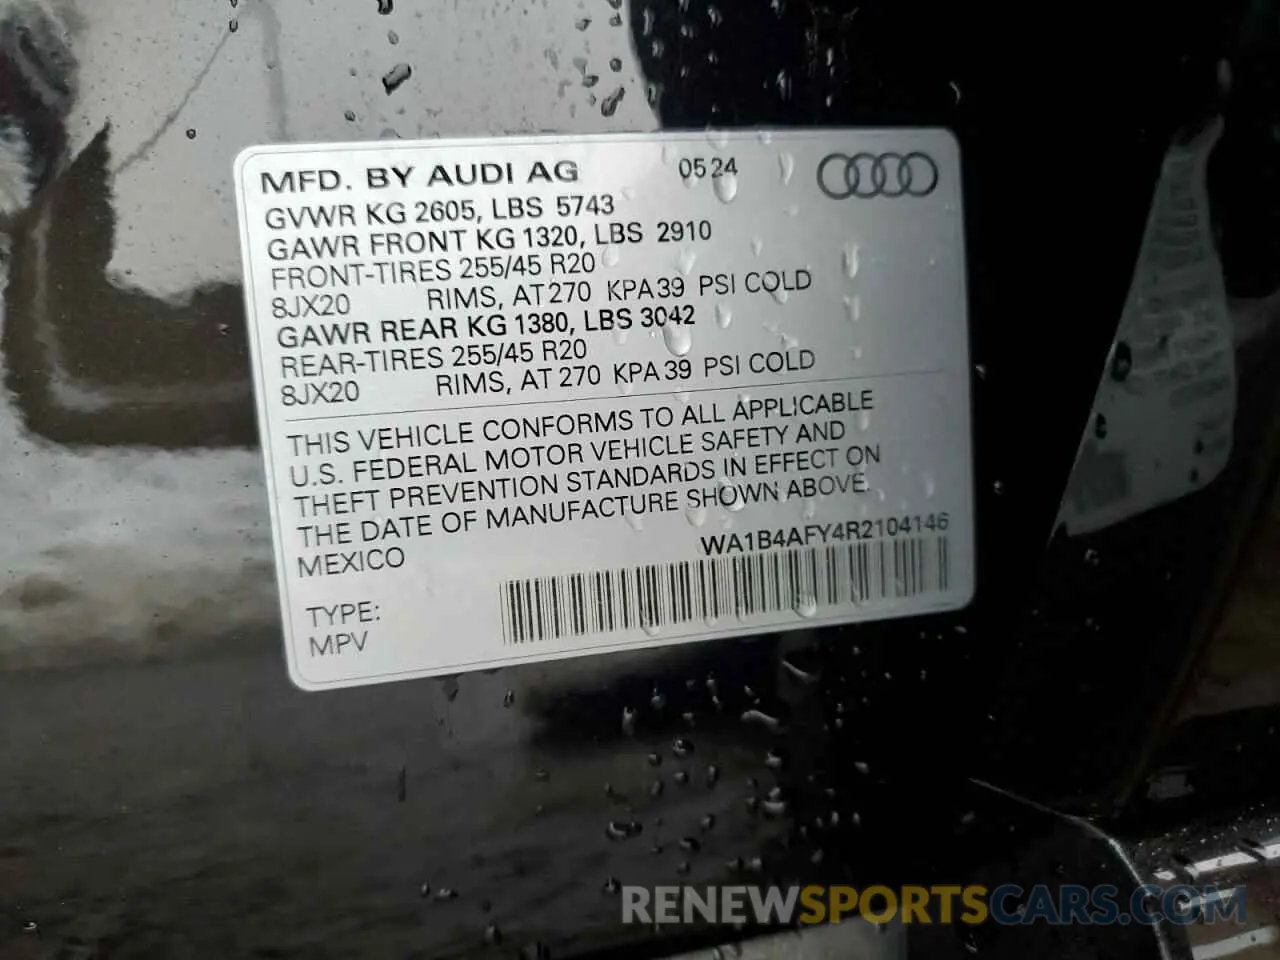 MFD. BY AUDI AG 0524
GVWR KG 2605, LBS 5743
GAWR FRONT KG 1320, LBS 2910
FRONT-TIRES 255/45 R20
8JX20 RIMS, AT 270 KPA 39 PSI COLD
GAWR REAR KG 1380, LBS 3042
REAR-TIRES 255/45 R20
8JX20 RIMS, AT 270 KPA 39 PSI COLD
THIS VEHICLE CONFORMS TO ALL APPLICABLE
U.S. FEDERAL MOTOR VEHICLE SAFETY AND
THEFT PREVENTION STANDARDS IN EFFECT ON
THE DATE OF MANUFACTURE SHOWN ABOVE.
MEXICO WA1B4AFY4R2104146
TYPE:
MPV
RENEWSPORTSCARS.COM